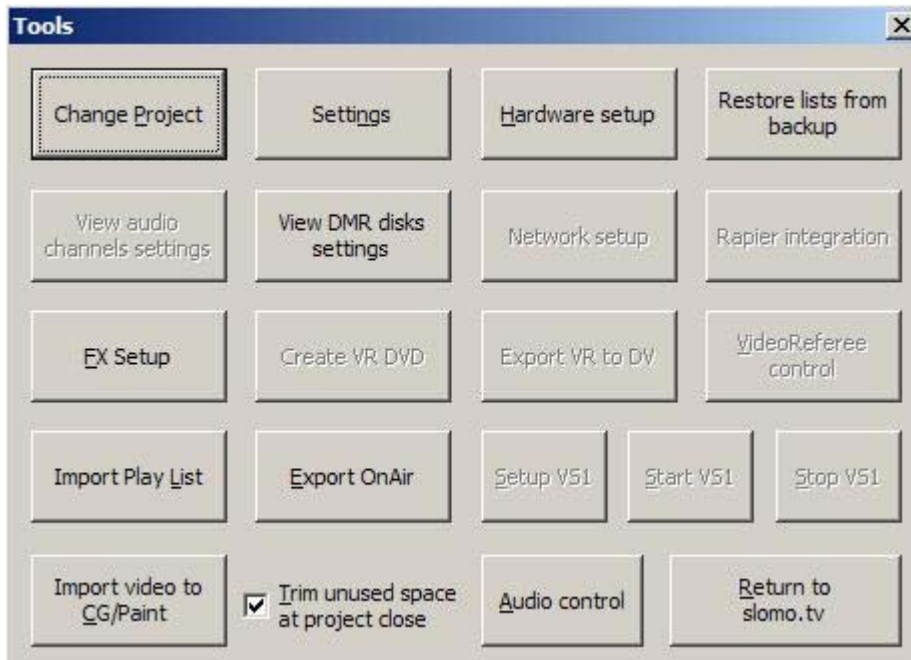 Tools
Change Project
Settings
Hardware setup
Restore lists from
backup
View audio
channels settings
View DMR disks
settings
Network setup
Rapier integration
FX Setup
Create VR DVD
Export VR to DV
VideoReferee
control
Import Play List
Export OnAir
Setup VS1
Start VS1
Stop VS1
Import video to
CG/Paint
Trim unused space
at project close
Audio control
Return to
slomo.tv